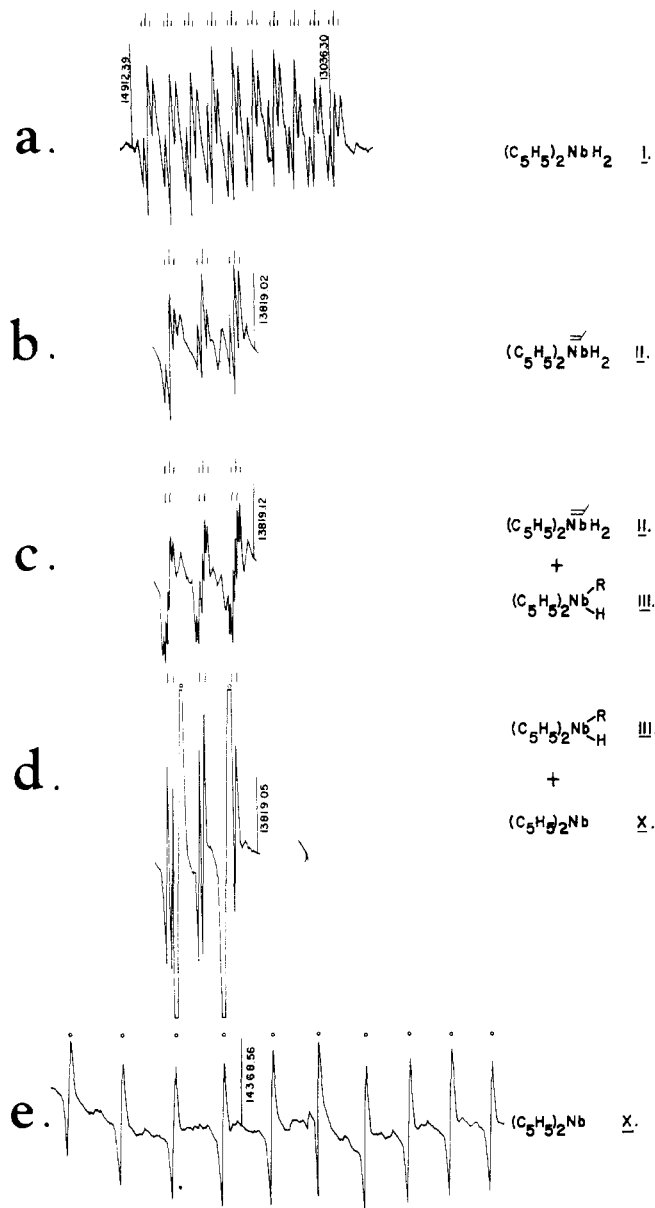 14912.39
13036.30
a.
(C5H5)2NbH2 I.
13819.02
b.
(C5H5)2NbH2 II.
13819.12
c.
(C5H5)2NbH2 II.
+
(C5H5)2Nb R H III.
d.
13819.05
(C5H5)2Nb R H III
+
(C5H5)2Nb X.
e.
14368.56
(C5H5)2Nb X.